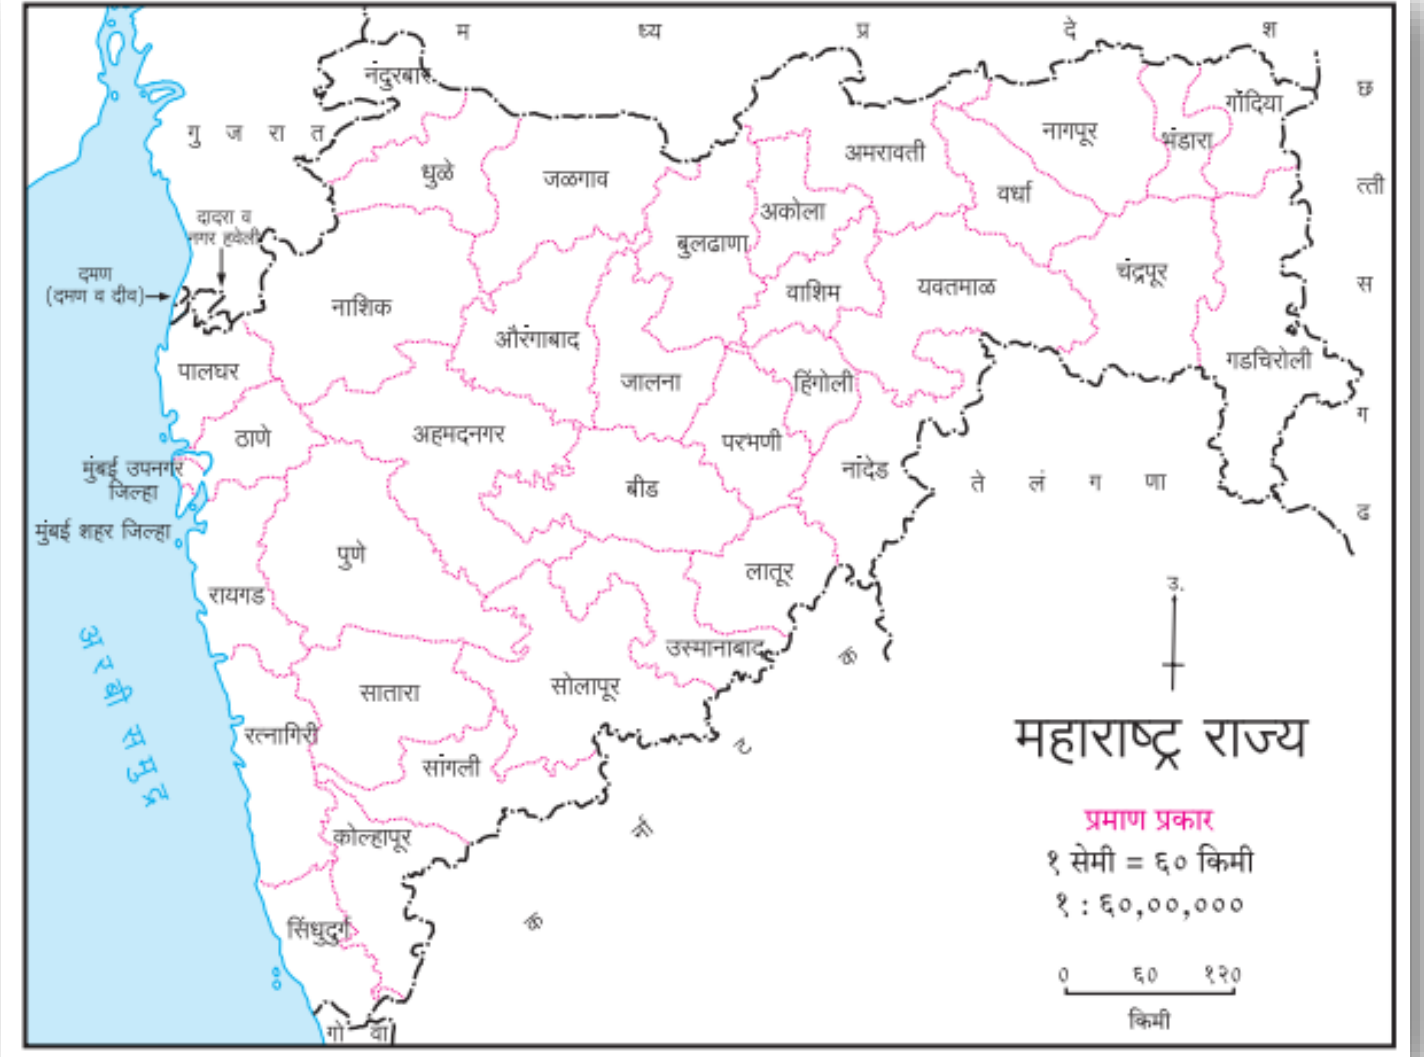 म ध्य प्र दे श
नंदुरबार
छ
गोंदिया
गु ज रा त
नागपूर
भंडारा
अमरावती
धुळे
जळगाव
त्ती
वर्धा
अकोला
दादरा व
नगर हवेली
बुलढाणा
दमण
(दमण व दीव)
चंद्रपूर
स
यवतमाळ
वाशिम
नाशिक
औरंगाबाद
गडचिरोली
पालघर
जालना
हिंगोली
ग
ठाणे
अहमदनगर
परभणी
मुंबई उपनगर
जिल्हा
नांदेड
बीड
ते लं ग णा
ढ
मुंबई शहर जिल्हा
पुणे
लातूर
रायगड
उ.
अरबी समुद्र
उस्मानाबाद
सोलापूर
सातारा
रत्नागिरी
सांगली
क र्ना ट क
महाराष्ट्र राज्य
प्रमाण प्रकार
१ सेमी = ६० किमी
१ : ६०,००,०००
कोल्हापूर
सिंधुदुर्ग
० ६० १२०
किमी
गो वा